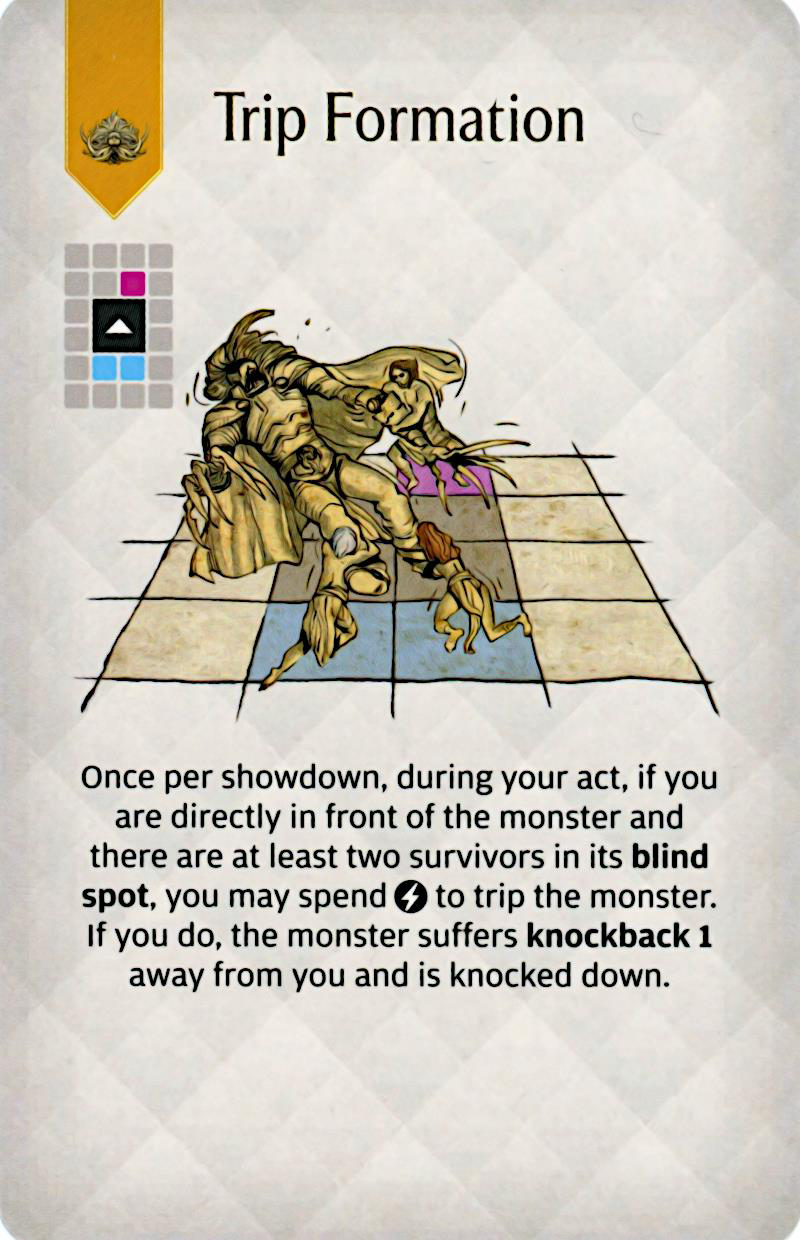 Trip Formation
Once per showdown, during your act, if you
are directly in front of the monster and
there are at least two survivors in its blind
spot, you may spend to trip the monster.
If you do, the monster suffers knockback 1
away from you and is knocked down.